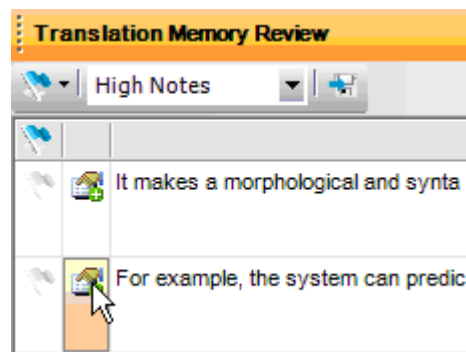 Translation Memory Review
High Notes
It makes a morphological and synta
For example, the system can predic